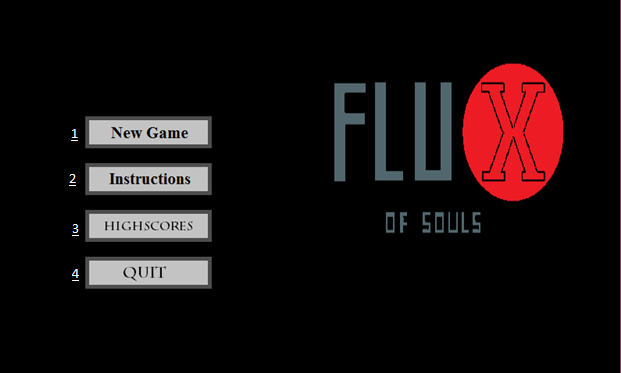 1 New Game
2 Instructions
3 HIGHSCORES
4 QUIT
FLUX
OF SOULS